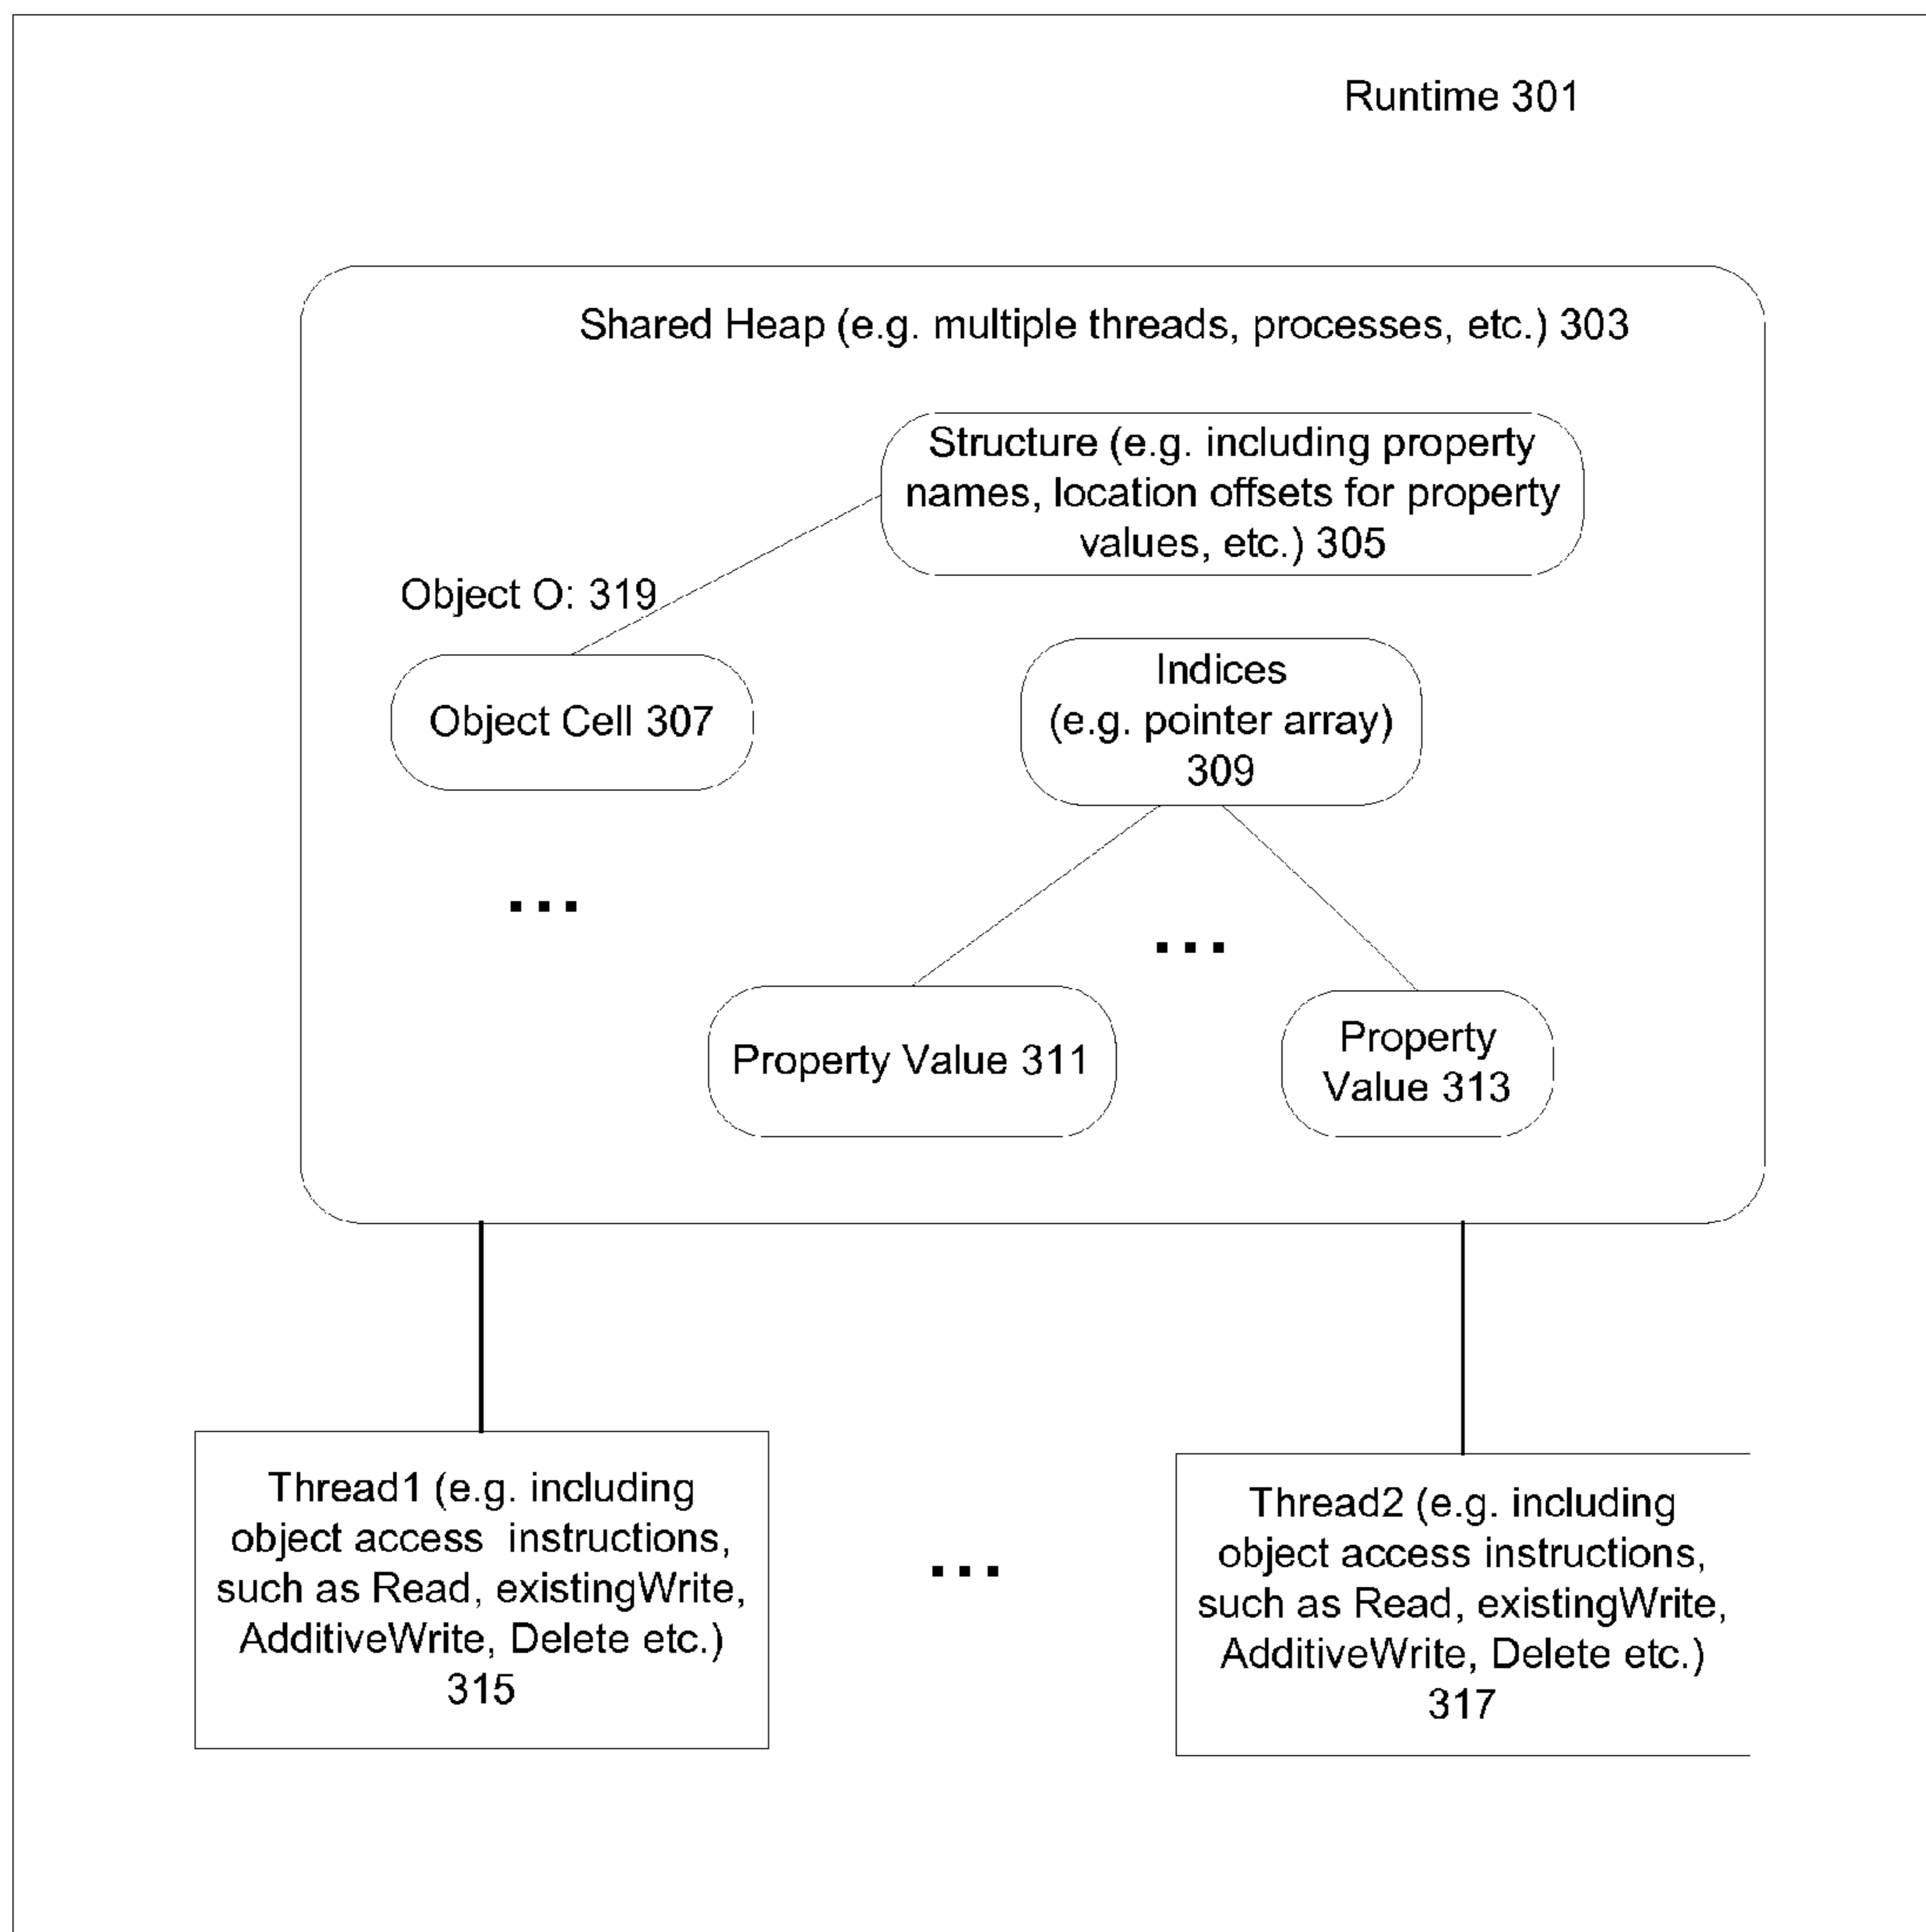 Runtime 301
Shared Heap (e.g. multiple threads, processes, etc.) 303
Structure (e.g. including property
names, location offsets for property
values, etc.) 305
Object O: 319
Object Cell 307
Indices
(e.g. pointer array)
309
...
...
Property Value 311
Property
Value 313
Thread1 (e.g. including
object access  instructions,
such as Read, existingWrite,
AdditiveWrite, Delete etc.)
315
...
Thread2 (e.g. including
object access instructions,
such as Read, existingWrite,
AdditiveWrite, Delete etc.)
317